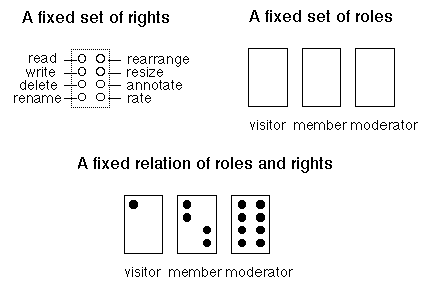 A fixed set of rights
A fixed set of roles
read
rearrange
write
resize
delete
annotate
rename
rate
visitor member moderator
A fixed relation of roles and rights
visitor member moderator